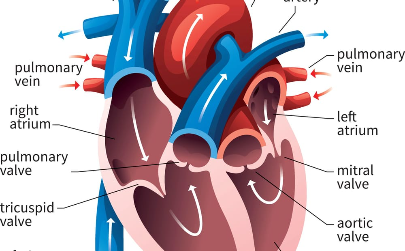 artery
pulmonary
vein
pulmonary
vein
right
atrium
left
atrium
pulmonary
valve
mitral
valve
tricuspid
valve
aortic
valve